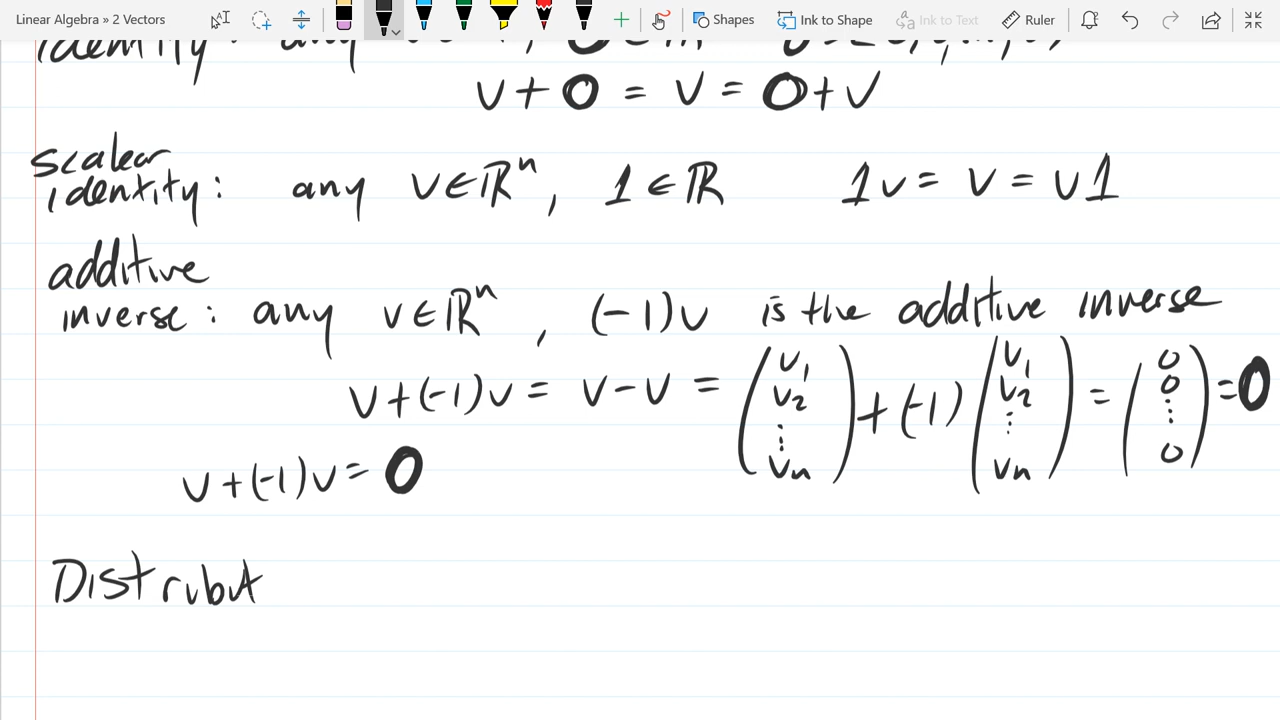 Linear Algebra » 2 Vectors
Shapes
Ink to Shape
Ink to Text
Ruler
identity: any
v + 0 = v = 0 + v
scalar
identity: any v ∈ ℝⁿ, 1 ∈ ℝ 1v = v = v1
additive
inverse: any v ∈ ℝⁿ, (-1)v is the additive inverse
v + (-1)v = v - v = (v₁ v₂ ⋮ vₙ) + (-1) (v₁ v₂ ⋮ vₙ) = (0 0 ⋮ 0) = 0
v + (-1)v = 0
Distribut